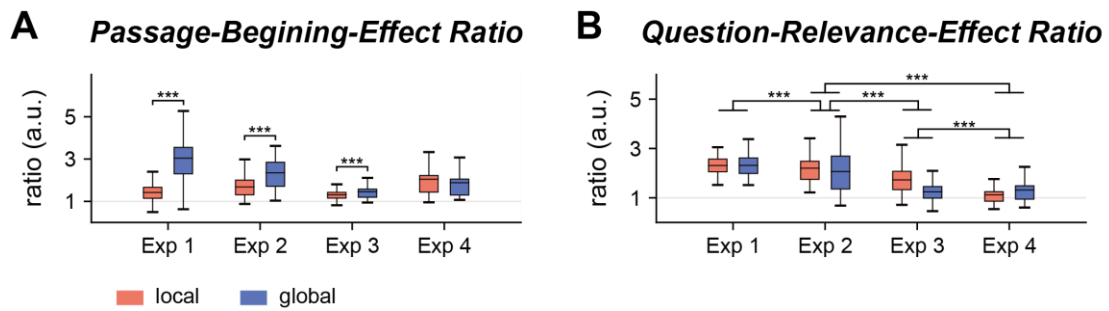 A Passage-Begining-Effect Ratio
ratio (a.u.)
5
3
1
***
***
***
Exp 1 Exp 2 Exp 3 Exp 4
local global
B Question-Relevance-Effect Ratio
ratio (a.u.)
5
3
1
***
***
***
***
Exp 1 Exp 2 Exp 3 Exp 4